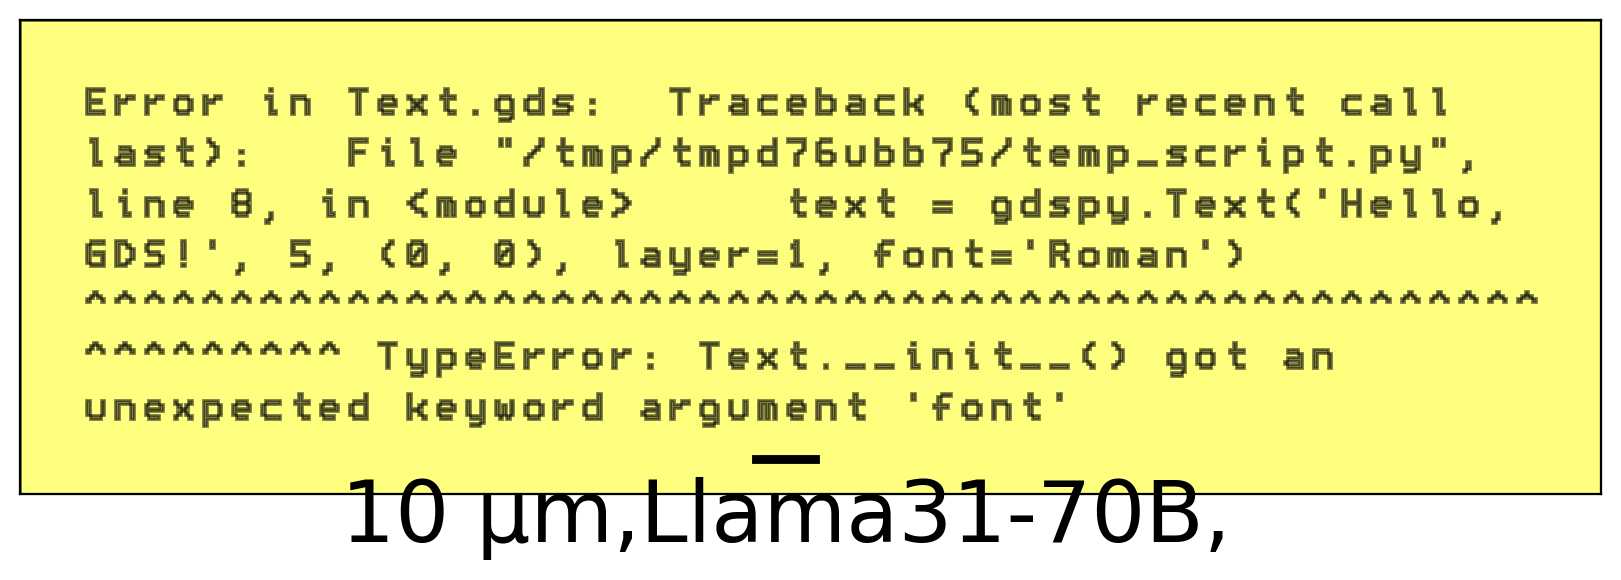 Error in Text.gds:  Traceback (most recent call
last):   File "/tmp/tmpd76ubb75/temp_script.py",
line 8, in <module>     text = gdspy.Text('Hello,
GDS!', 5, (0, 0), layer=1, font='Roman')
^^^^^^^^^^^^^^^^^^^^^^^^^^^^^^^^^^^^^^^^^^^^^^^^^^
^^^^^^^^^ TypeError: Text.__init__() got an
unexpected keyword argument 'font'
10 μm,Llama31-70B,